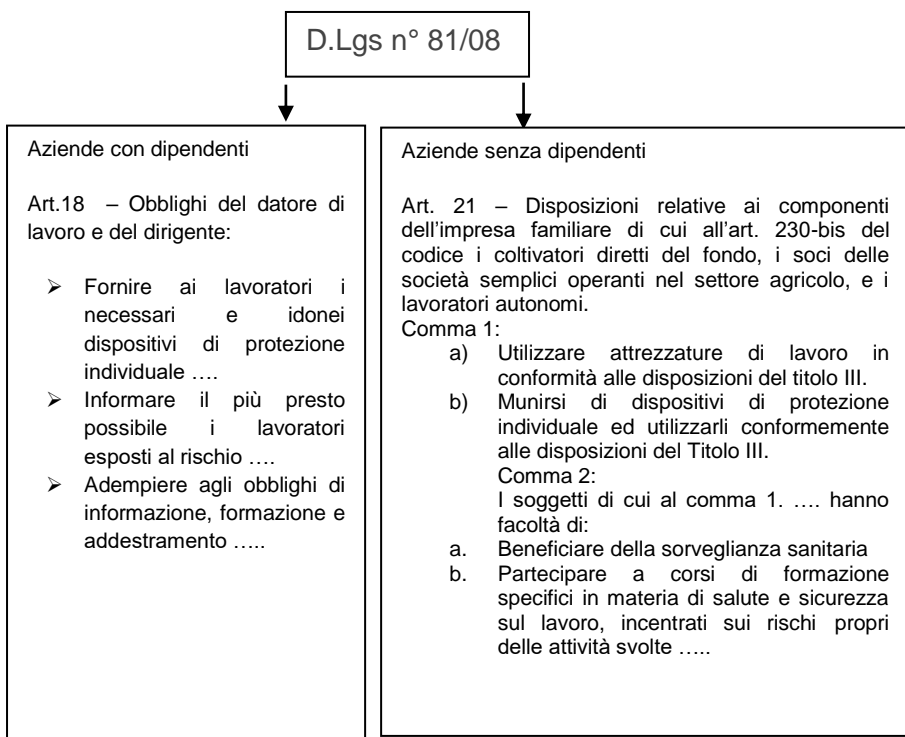 D.Lgs n° 81/08
Aziende con dipendenti
Art.18 – Obblighi del datore di
lavoro e del dirigente:
➢ Fornire ai lavoratori i
necessari e idonei
dispositivi di protezione
individuale ….
➢ Informare il più presto
possibile i lavoratori
esposti al rischio ….
➢ Adempiere agli obblighi di
informazione, formazione e
addestramento …..
Aziende senza dipendenti
Art. 21 – Disposizioni relative ai componenti
dell'impresa familiare di cui all'art. 230-bis del
codice i coltivatori diretti del fondo, i soci delle
società semplici operanti nel settore agricolo, e i
lavoratori autonomi.
Comma 1:
a) Utilizzare attrezzature di lavoro in
conformità alle disposizioni del titolo III.
b) Munirsi di dispositivi di protezione
individuale ed utilizzarli conformemente
alle disposizioni del Titolo III.
Comma 2:
I soggetti di cui al comma 1. …. hanno
facoltà di:
a. Beneficiare della sorveglianza sanitaria
b. Partecipare a corsi di formazione
specifici in materia di salute e sicurezza
sul lavoro, incentrati sui rischi propri
delle attività svolte …..